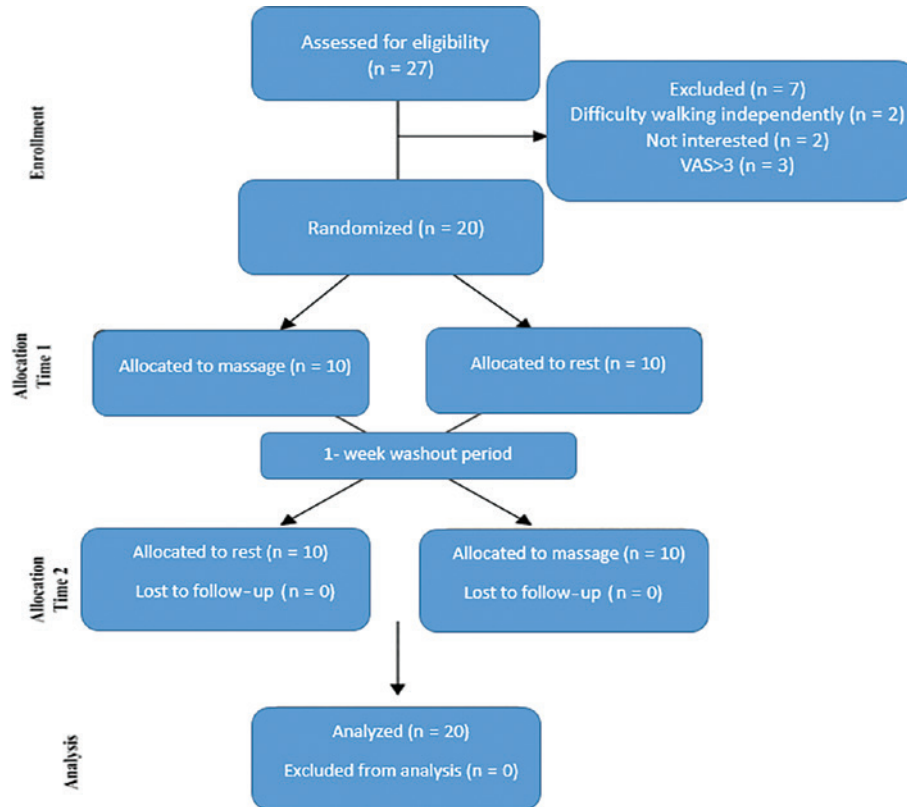 Assessed for eligibility
(n = 27)
Excluded (n = 7)
Difficulty walking independently (n = 2)
Not interested (n = 2)
VAS>3 (n = 3)
Enrollment
Randomized (n = 20)
Allocation
Time 1
Allocated to massage (n = 10)
Allocated to rest (n = 10)
1- week washout period
Allocation
Time 2
Allocated to rest (n = 10)
Lost to follow-up (n = 0)
Allocated to massage (n = 10)
Lost to follow-up (n = 0)
Analysis
Analyzed (n = 20)
Excluded from analysis (n = 0)